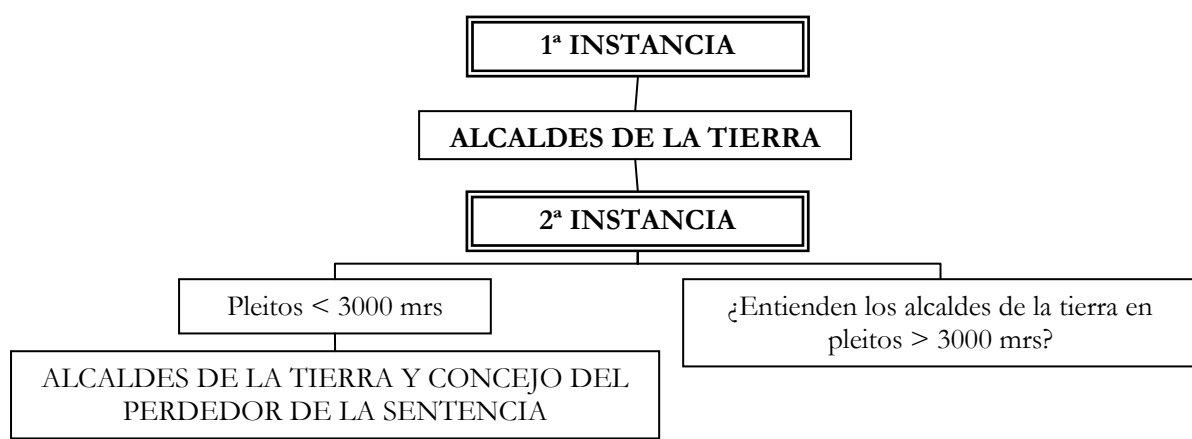 1ª INSTANCIA
ALCALDES DE LA TIERRA
2ª INSTANCIA
Pleitos < 3000 mrs
¿Entienden los alcaldes de la tierra en
pleitos > 3000 mrs?
ALCALDES DE LA TIERRA Y CONCEJO DEL
PERDEDOR DE LA SENTENCIA